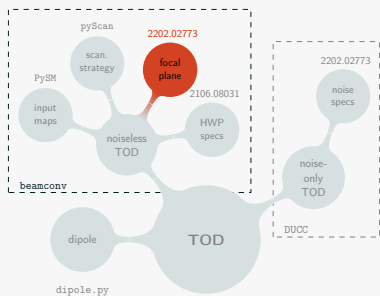 2202.02773
pyScan
scan.
strategy
focal
plane
2202.02773
PySM
2106.08031
noise
specs
input
maps
HWP
specs
noiseless
TOD
noise-
only
TOD
beamconv
DUCC
dipole
TOD
dipole.py